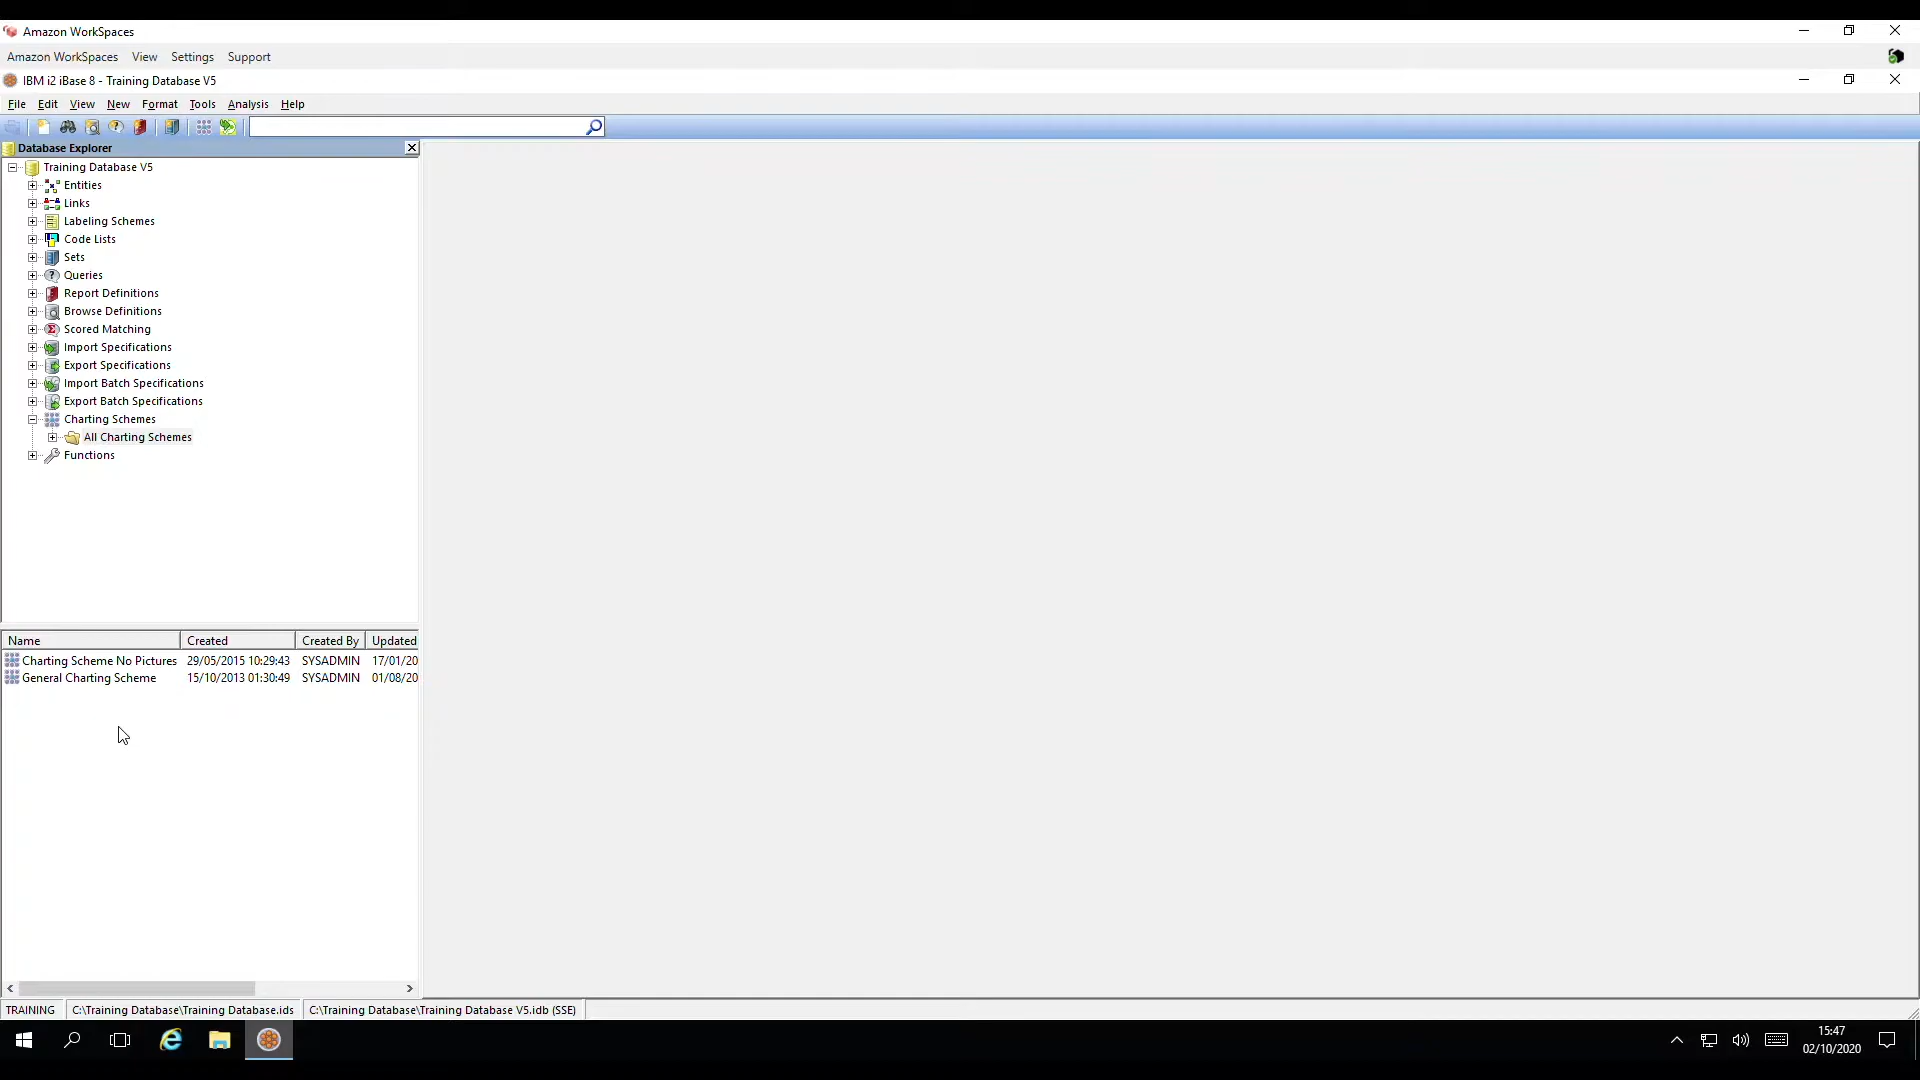 Amazon WorkSpaces
Amazon WorkSpaces View Settings Support
IBM i2 iBase 8 - Training Database V5
File Edit View New Format Tools Analysis Help
Database Explorer
Training Database V5
Entities
Links
Labeling Schemes
Code Lists
Sets
Queries
Report Definitions
Browse Definitions
Scored Matching
Import Specifications
Export Specifications
Import Batch Specifications
Export Batch Specifications
Charting Schemes
All Charting Schemes
Functions
Name Created Created By Updated
Charting Scheme No Pictures 29/05/2015 10:29:43 SYSADMIN 17/01/20
General Charting Scheme 15/10/2013 01:30:49 SYSADMIN 01/08/20
TRAINING C:\Training Database\Training Database.ids C:\Training Database\Training Database V5.idb (SSE)
15:47
02/10/2020